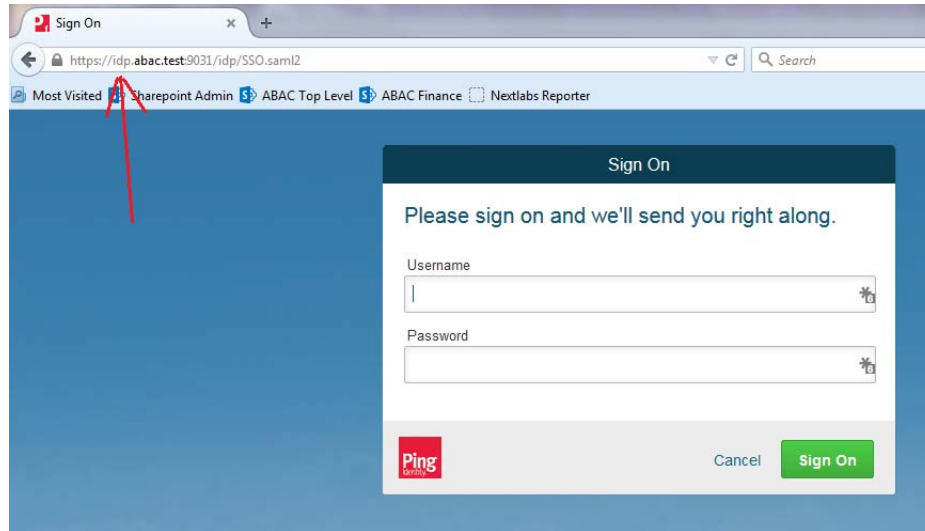 Sign On
https://idp.abac.test:9031/idp/SSO.saml2
Search
Most Visited Sharepoint Admin ABAC Top Level ABAC Finance Nextlabs Reporter
Sign On
Please sign on and we'll send you right along.
Username
Password
Ping
Identity
Cancel
Sign On